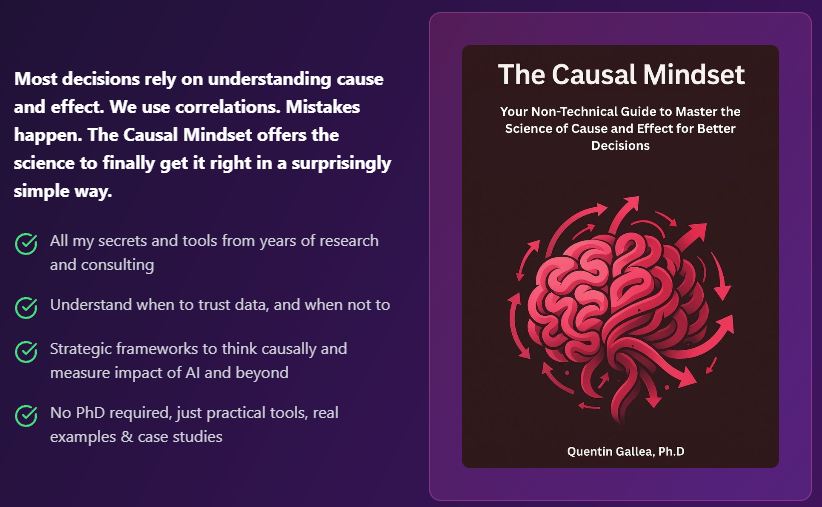 Most decisions rely on understanding cause
and effect. We use correlations. Mistakes
happen. The Causal Mindset offers the
science to finally get it right in a surprisingly
simple way.
All my secrets and tools from years of research
and consulting
Understand when to trust data, and when not to
Strategic frameworks to think causally and
measure impact of AI and beyond
No PhD required, just practical tools, real
examples & case studies
The Causal Mindset
Your Non-Technical Guide to Master the
Science of Cause and Effect for Better
Decisions
Quentin Gallea, Ph.D